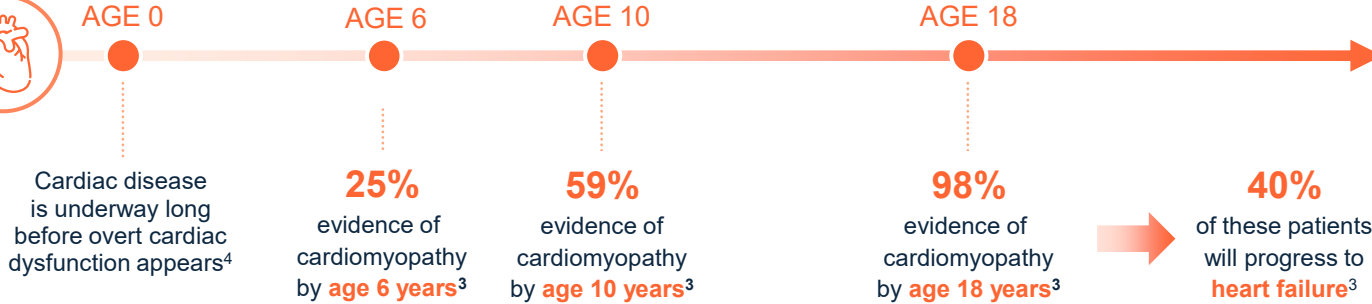 AGE 0
AGE 6
AGE 10
AGE 18
Cardiac disease
is underway long
before overt cardiac
dysfunction appears⁴
25%
evidence of
cardiomyopathy
by age 6 years³
59%
evidence of
cardiomyopathy
by age 10 years³
98%
evidence of
cardiomyopathy
by age 18 years³
40%
of these patients
will progress to
heart failure³